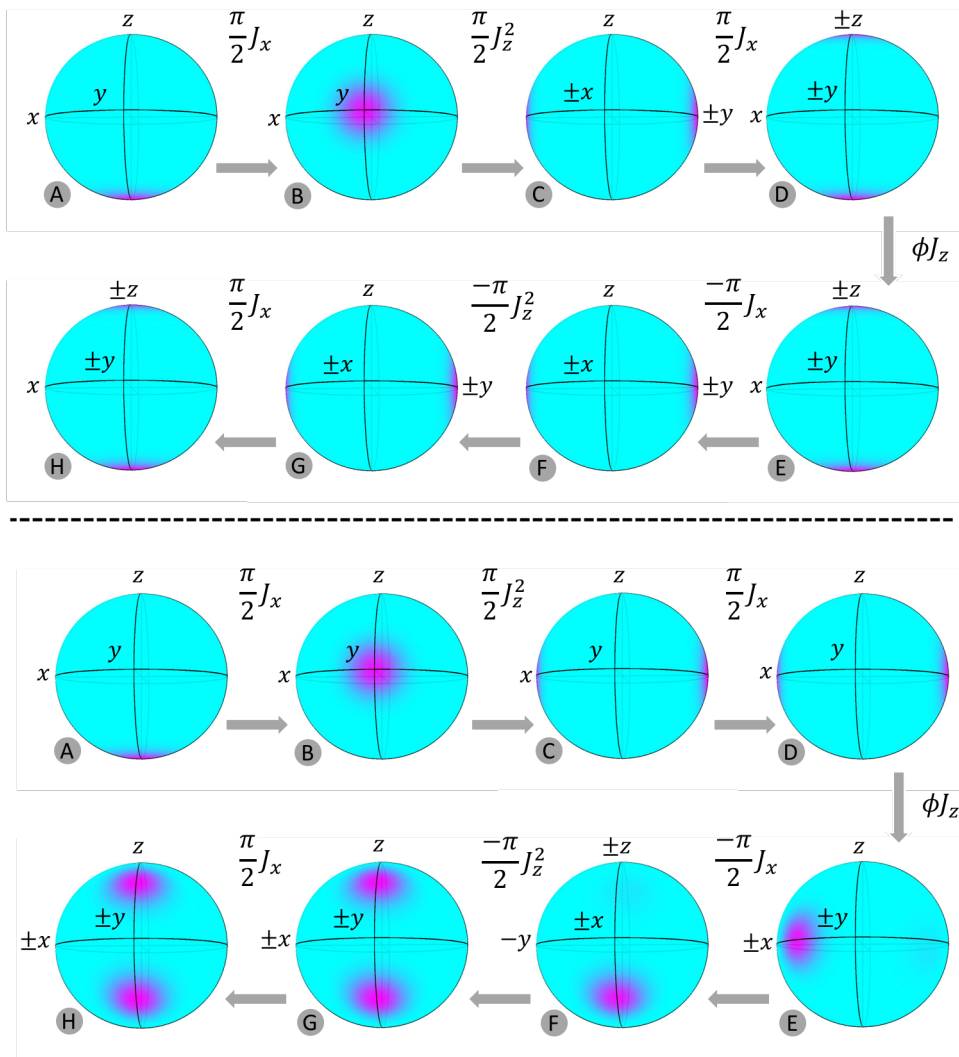 z π/2 J_x z π/2 J_z^2 z π/2 J_x ±z
y y ±x ±y
x x ±y x
A B C D
ϕJ_z
±z π/2 J_x z −π/2 J_z^2 z −π/2 J_x ±z
±y ±x ±x ±y
x ±y ±y x
H G F E
z π/2 J_x z π/2 J_z^2 z π/2 J_x z
y y y y
x x x x
A B C D
ϕJ_z
z π/2 J_x z −π/2 J_z^2 ±z −π/2 J_x z
±y ±y ±x ±y
±x ±x −y ±x
H G F E